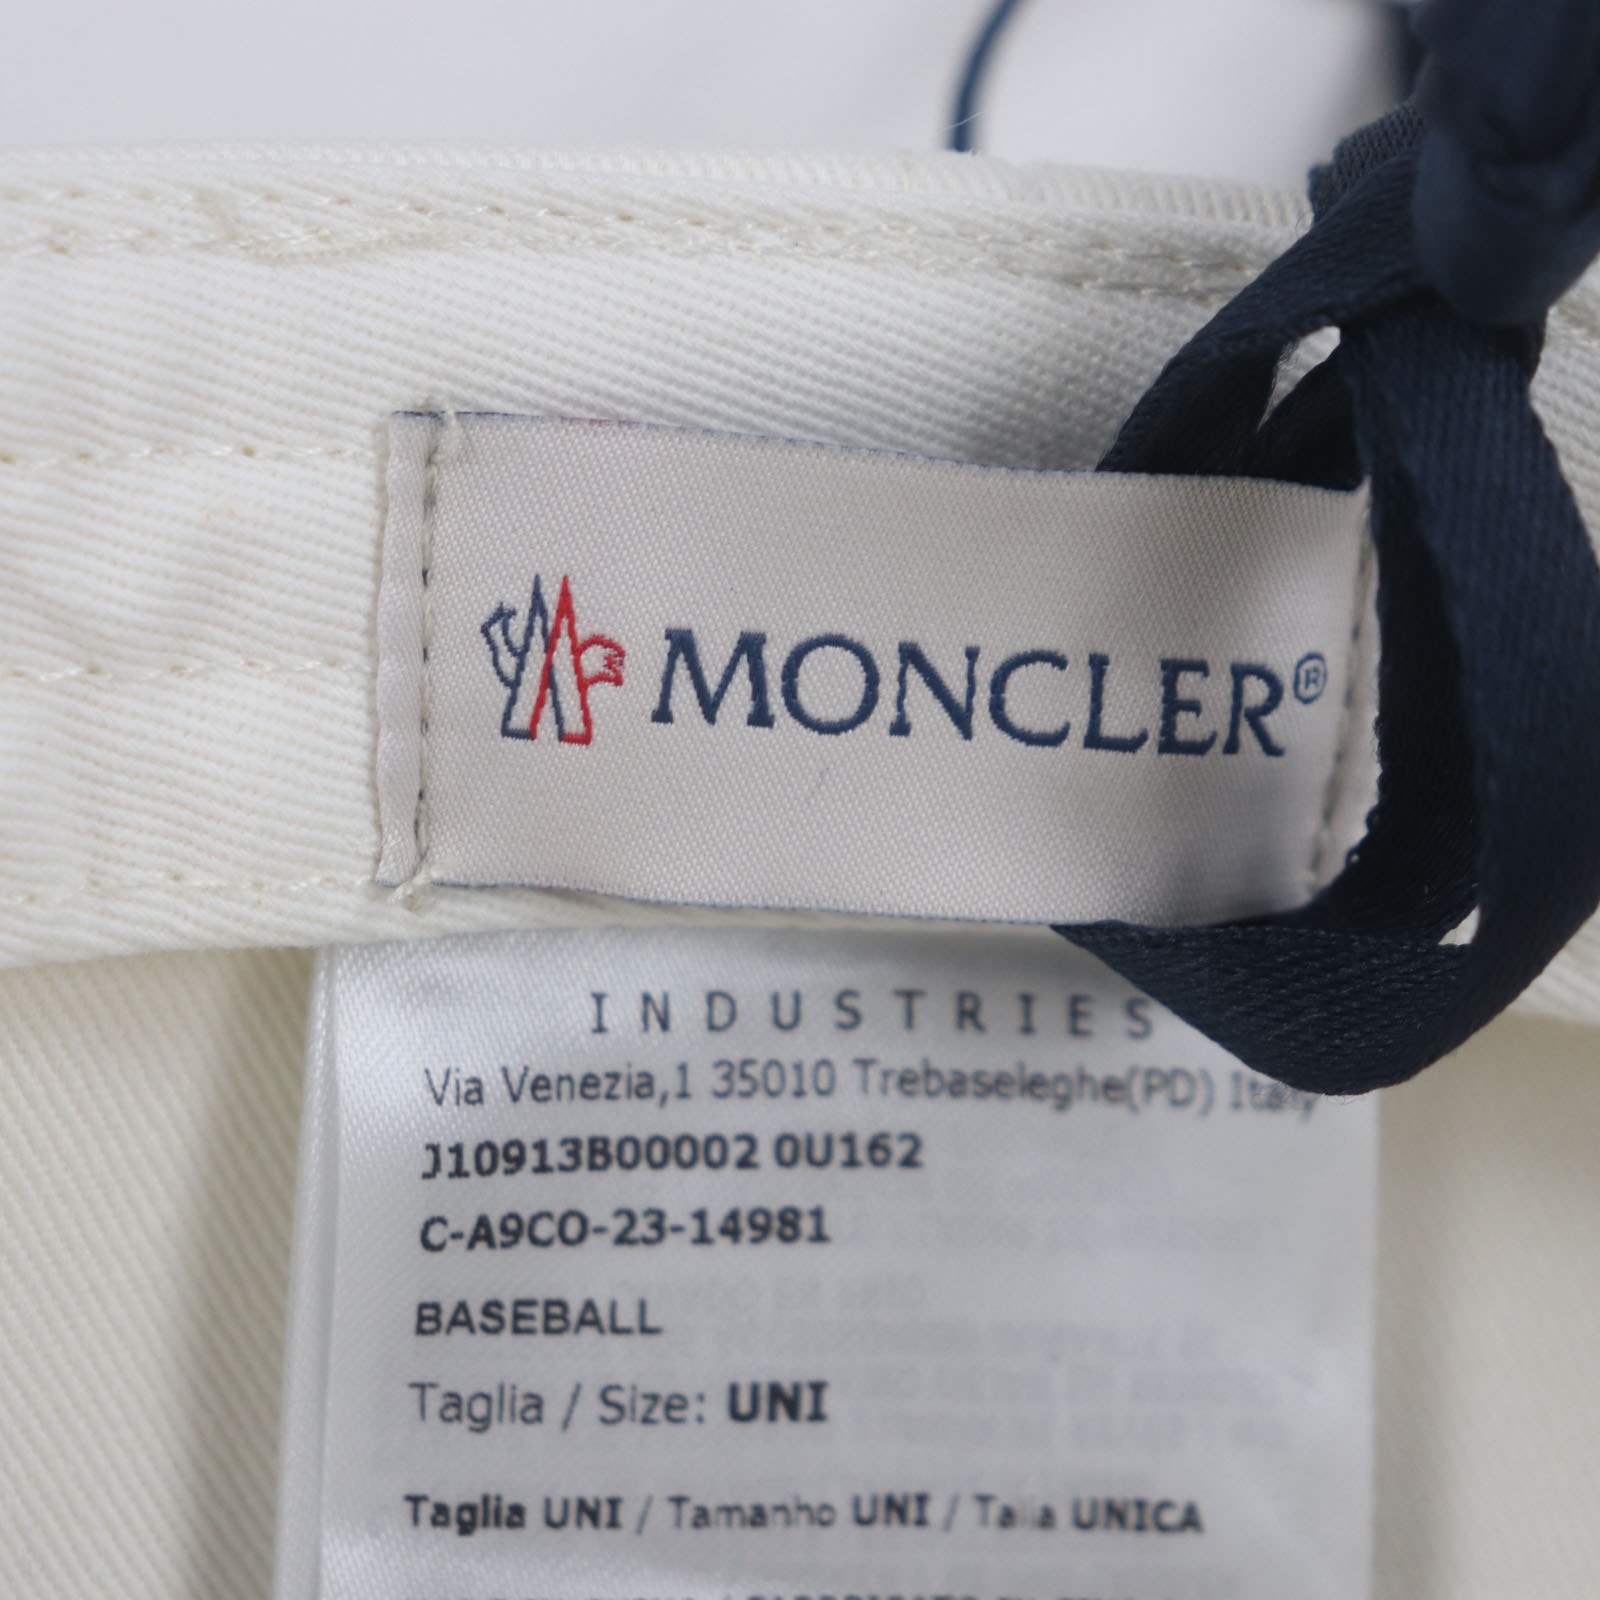 MONCLER®
INDUSTRIES
Via Venezia,1 35010 Trebaseleghe(PD) Italy
J10913B00002 0U162
C-A9CO-23-14981
BASEBALL
Taglia / Size: UNI
Taglia UNI / Tamanho UNI / Talla UNICA